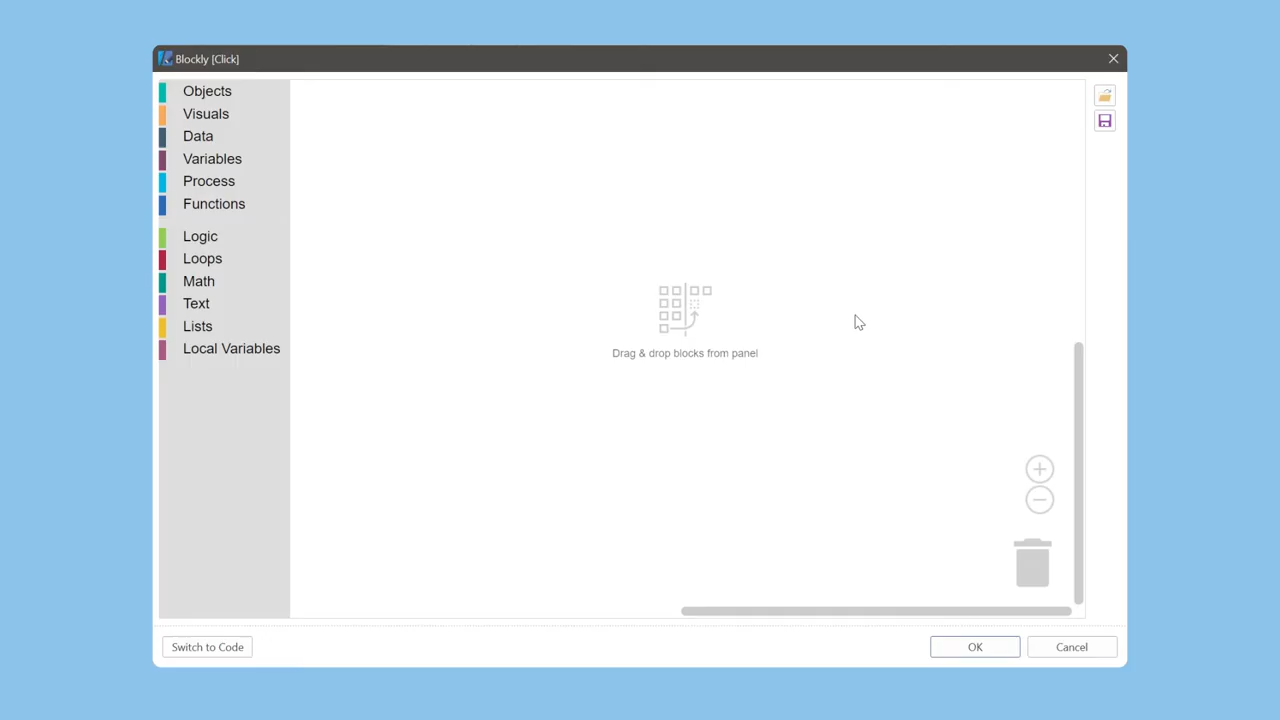 Blockly [Click]
Objects
Visuals
Data
Variables
Process
Functions
Logic
Loops
Math
Text
Lists
Local Variables
Drag & drop blocks from panel
Switch to Code
OK
Cancel